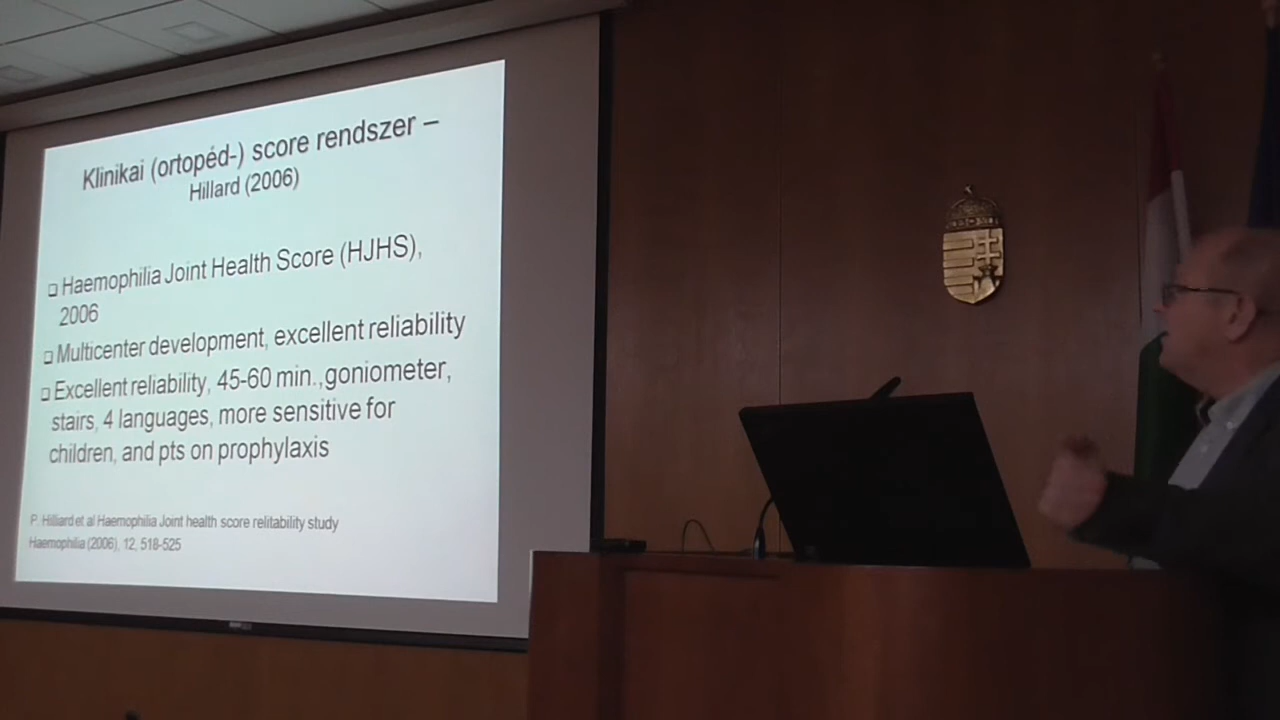 Klinikai (ortopéd-) score rendszer –
Hillard (2006)
Haemophilia Joint Health Score (HJHS),
2006
Multicenter development, excellent reliability
Excellent reliability, 45-60 min.,goniometer,
stairs, 4 languages, more sensitive for
children, and pts on prophylaxis
P. Hilliard et al Haemophilia Joint health score relitability study
Haemophilia (2006), 12, 518-525